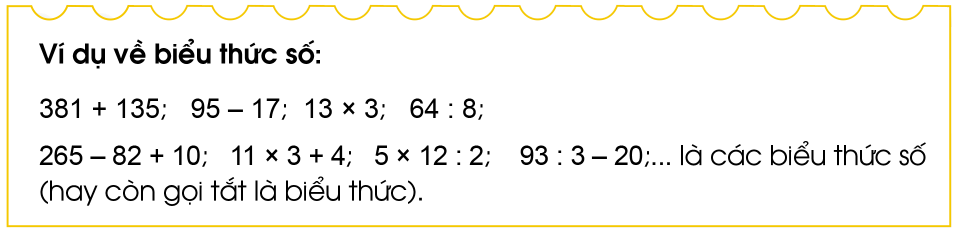 Ví dụ về biểu thức số:
381 + 135; 95 – 17; 13 × 3; 64 : 8;
265 – 82 + 10; 11 × 3 + 4; 5 × 12 : 2; 93 : 3 – 20;... là các biểu thức số
(hay còn gọi tắt là biểu thức).